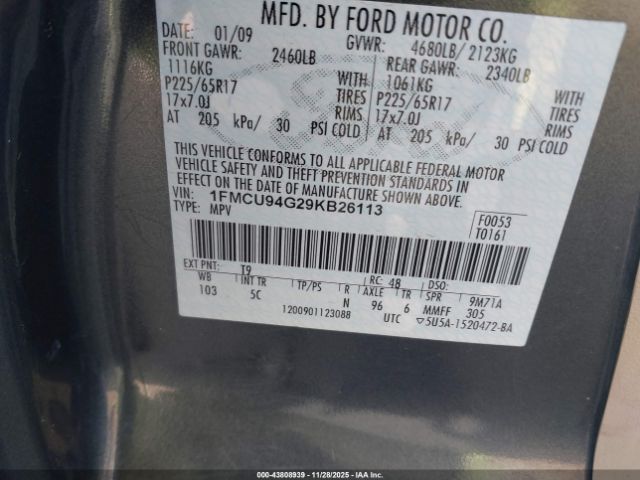 MFD. BY FORD MOTOR CO.
DATE: 01/09 GVWR: 4680LB/ 2123KG
FRONT GAWR: 2460LB REAR GAWR: 2340LB
1116KG WITH 1061KG WITH
P225/65R17 TIRES P225/65R17 TIRES
17x7.0J RIMS 17x7.0J RIMS
AT 205 kPa/ 30 PSI COLD AT 205 kPa/ 30 PSI COLD
THIS VEHICLE CONFORMS TO ALL APPLICABLE FEDERAL MOTOR
VEHICLE SAFETY AND THEFT PREVENTION STANDARDS IN
EFFECT ON THE DATE OF MANUFACTURE SHOWN ABOVE.
VIN: 1FMCU94G29KB26113
TYPE: MPV
F0053
T0161
EXT PNT: T9 RC: 48 DSO:
WB INT TR TP/PS R AXLE TR SPR 9M71A
103 5C N 96 6 MMFF 305
1200901123088 UTC ▽5U5A-1520472-BA
000-43808939 | 11/28/2025 - IAAI.COM